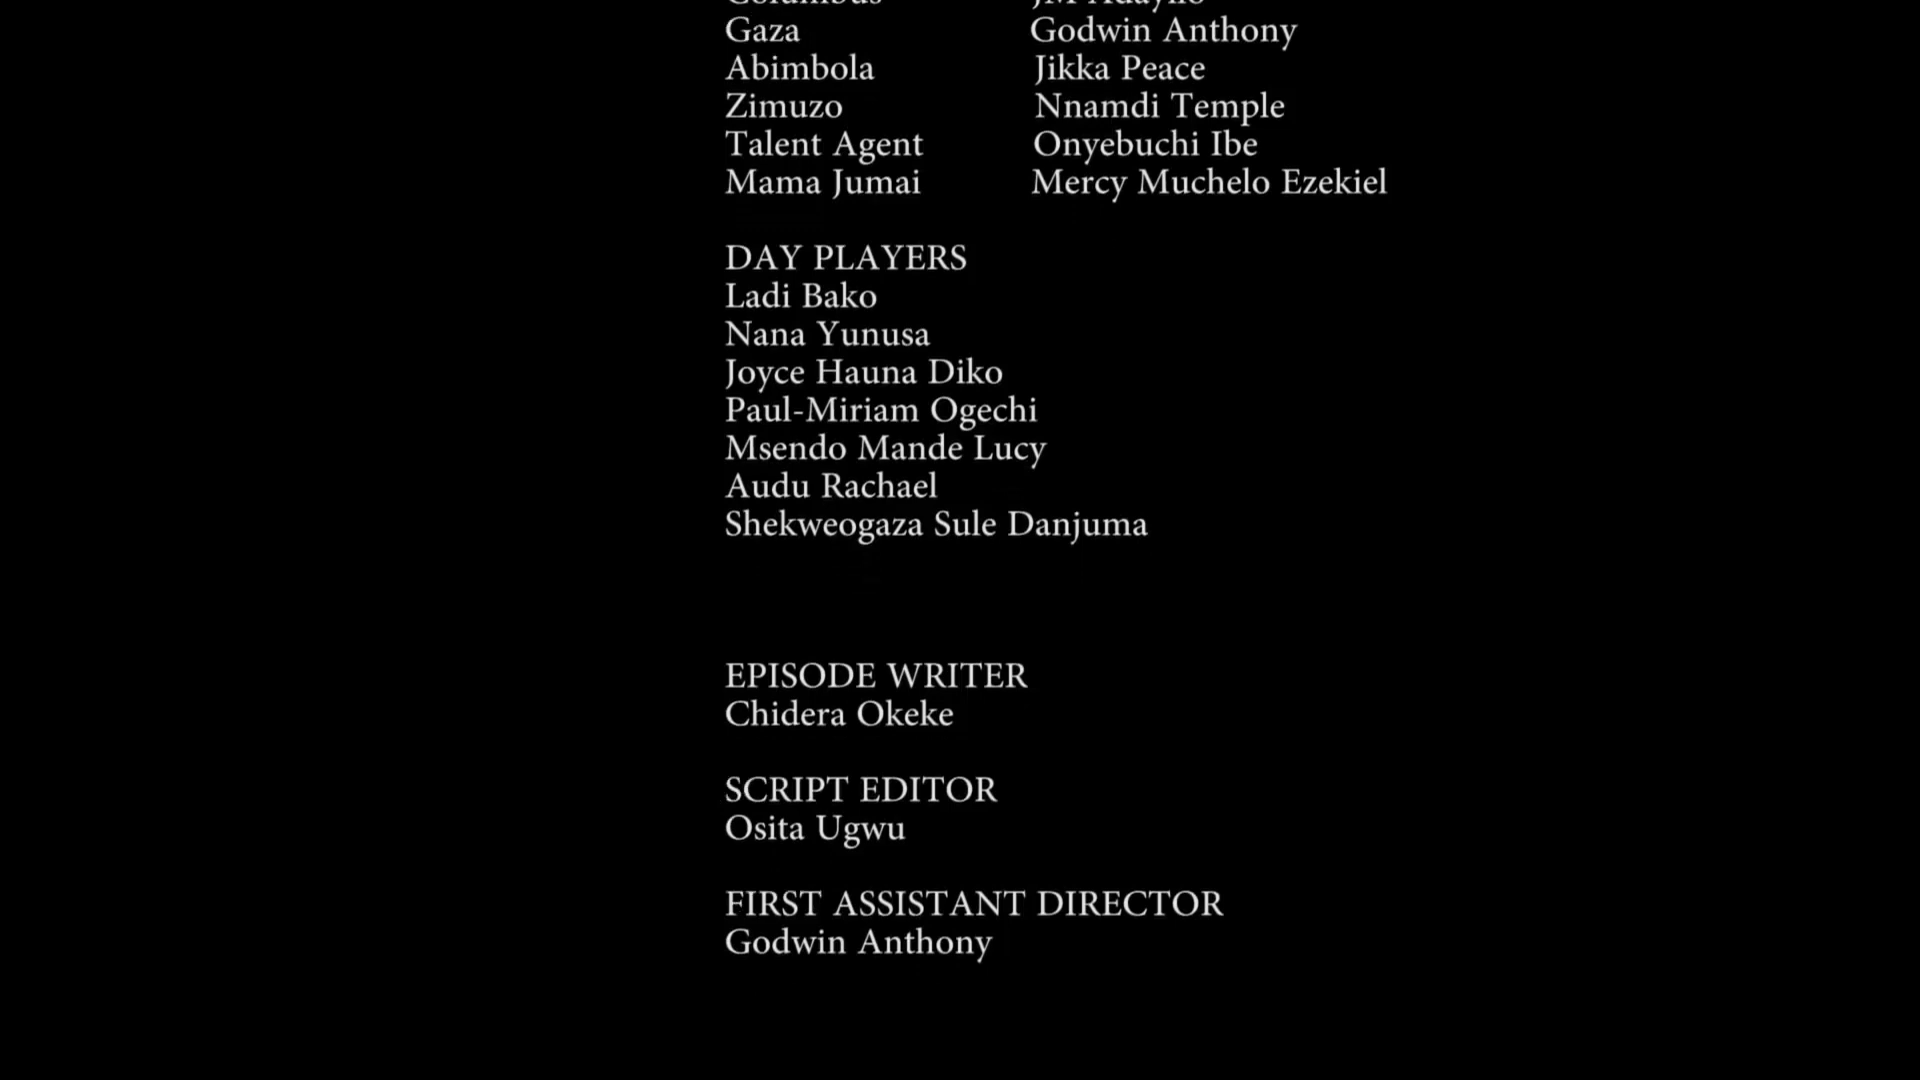 Gaza Godwin Anthony
Abimbola Jikka Peace
Zimuzo Nnamdi Temple
Talent Agent Onyebuchi Ibe
Mama Jumai Mercy Muchelo Ezekiel
DAY PLAYERS
Ladi Bako
Nana Yunusa
Joyce Hauna Diko
Paul-Miriam Ogechi
Msendo Mande Lucy
Audu Rachael
Shekweogaza Sule Danjuma
EPISODE WRITER
Chidera Okeke
SCRIPT EDITOR
Osita Ugwu
FIRST ASSISTANT DIRECTOR
Godwin Anthony